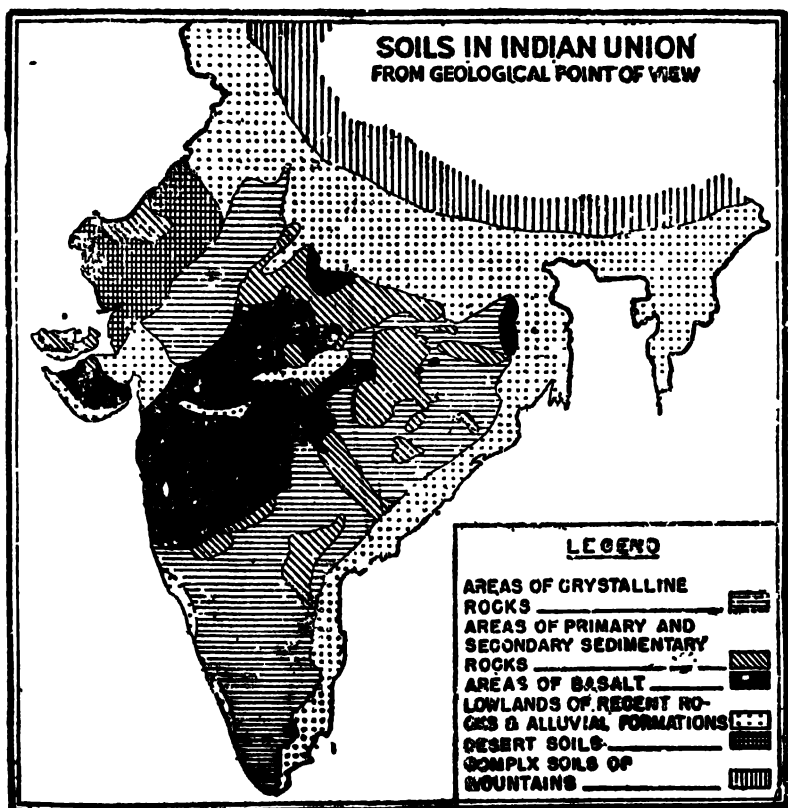 SOILS IN INDIAN UNION
FROM GEOLOGICAL POINT OF VIEW
LEGEND
AREAS OF CRYSTALLINE
ROCKS
AREAS OF PRIMARY AND
SECONDARY SEDIMENTARY
ROCKS
AREAS OF BASALT
LOWLANDS OF RECENT RO-
CKS & ALLUVIAL FORMATIONS
DESERT SOILS
COMPLX SOILS OF
MOUNTAINS